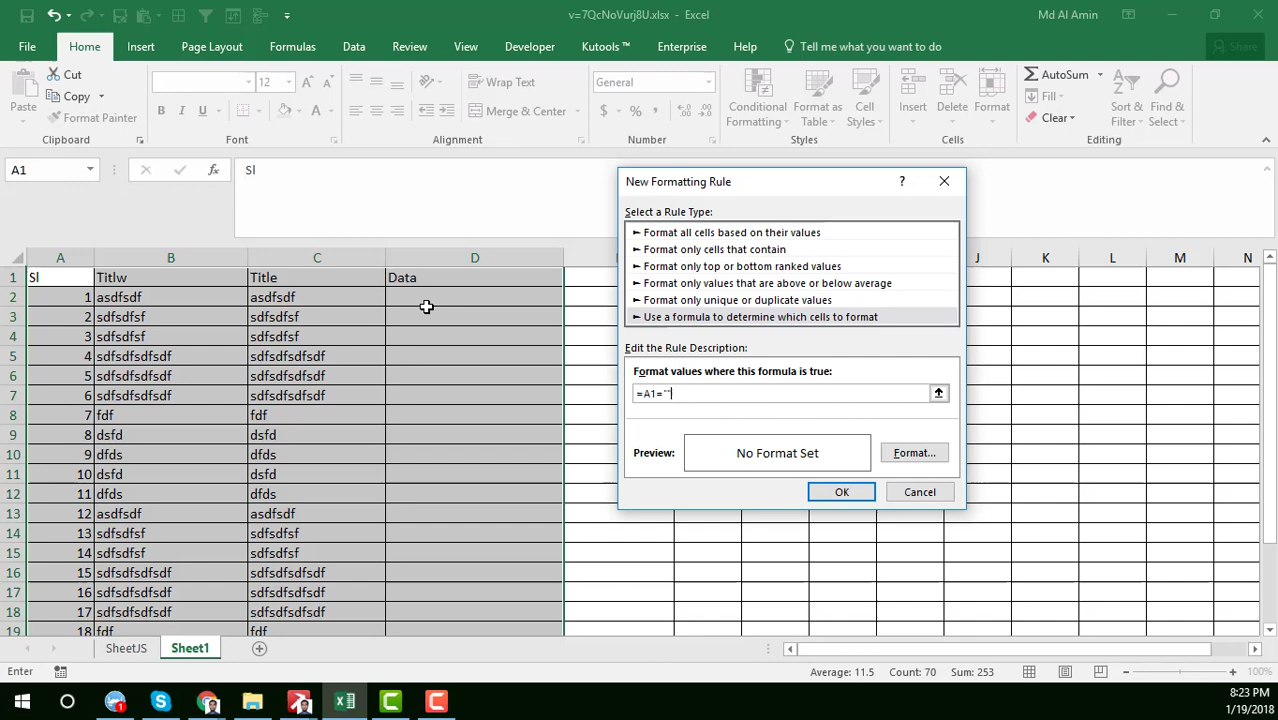 v=7QcNoVurj8U.xlsx - Excel
Md Al Amin
File Home Insert Page Layout Formulas Data Review View Developer Kutools ™ Enterprise Help Tell me what you want to do Share
Paste
Cut
Copy
Format Painter
Clipboard
12
B I U
Font
Wrap Text
Merge & Center
Alignment
General
$ % ,
Number
Conditional Formatting
Format as Table
Cell Styles
Styles
Insert
Delete
Format
Cells
AutoSum
Fill
Clear
Sort & Filter
Find & Select
Editing
A1 fx Sl
A B C D J K L M N
1 Sl Titlw Title Data
2 1 asdfsdf asdfsdf
3 2 sdfsdfsf sdfsdfsf
4 3 sdfsdfsf sdfsdfsf
5 4 sdfsdfsdfsdf sdfsdfsdfsdf
6 5 sdfsdfsdfsdf sdfsdfsdfsdf
7 6 sdfsdfsdfsdf sdfsdfsdfsdf
8 7 fdf fdf
9 8 dsfd dsfd
10 9 dfds dfds
11 10 dsfd dsfd
12 11 dfds dfds
13 12 asdfsdf asdfsdf
14 13 sdfsdfsf sdfsdfsf
15 14 sdfsdfsf sdfsdfsf
16 15 sdfsdfsdfsdf sdfsdfsdfsdf
17 16 sdfsdfsdfsdf sdfsdfsdfsdf
18 17 sdfsdfsdfsdf sdfsdfsdfsdf
19 18 fdf fdf
New Formatting Rule ?
Select a Rule Type:
► Format all cells based on their values
► Format only cells that contain
► Format only top or bottom ranked values
► Format only values that are above or below average
► Format only unique or duplicate values
► Use a formula to determine which cells to format
Edit the Rule Description:
Format values where this formula is true:
=A1=""
Preview: No Format Set Format...
OK Cancel
SheetJS Sheet1
Enter Average: 11.5 Count: 70 Sum: 253 100%
8:23 PM
1/19/2018